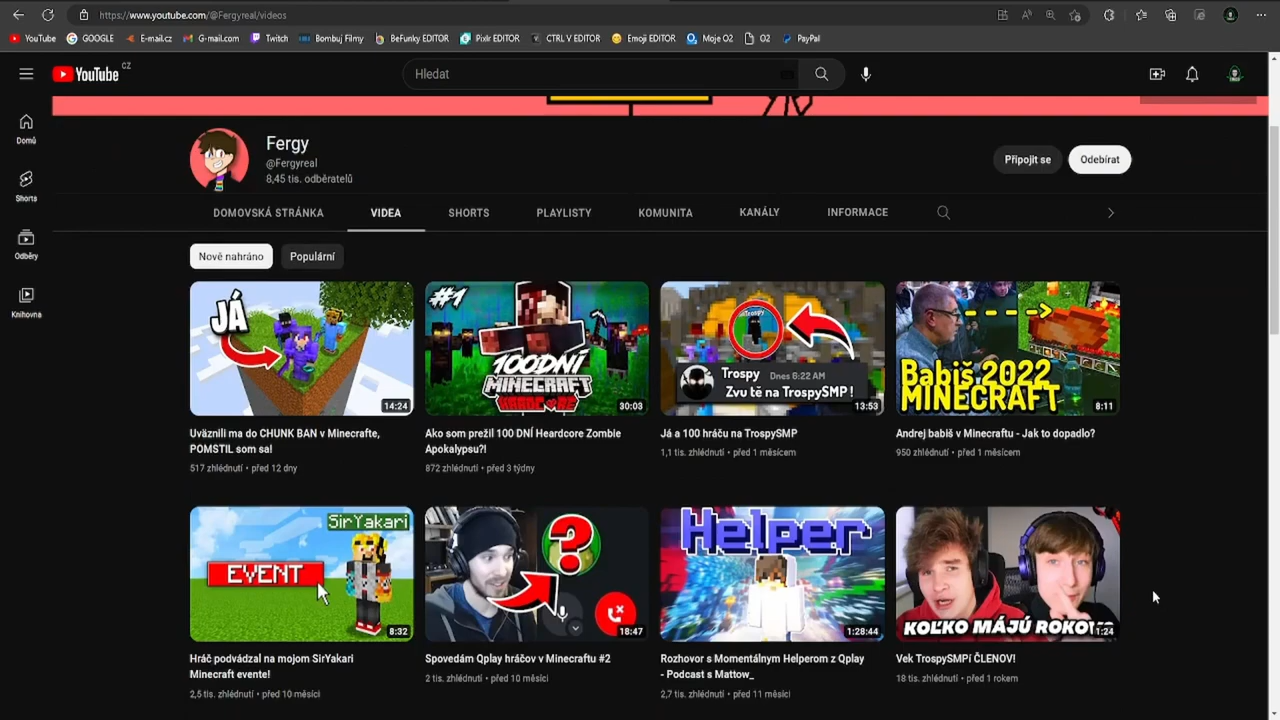 https://www.youtube.com/@Fergyreal/videos
YouTube
GOOGLE
E-mail.cz
G-mail.com
Twitch
Bombuj Filmy
BeFunky EDITOR
Pixlr EDITOR
CTRL V EDITOR
Emoji EDITOR
Moje O2
O2
PayPal
YouTube CZ
Hledat
Domů
Shorts
Odběry
Knihovna
Fergy
@Fergyreal
8,45 tis. odběratelů
Připojit se
Odebírat
DOMOVSKÁ STRÁNKA
VIDEA
SHORTS
PLAYLISTY
KOMUNITA
KANÁLY
INFORMACE
Nově nahráno
Populární
JÁ
14:24
Uväznili ma do CHUNK BAN v Minecrafte,
POMSTIL som sa!
517 zhlédnutí • před 12 dny
#1
100DNÍ
MINECRAFT
HARDCORE
30:03
Ako som prežil 100 DNÍ Heardcore Zombie
Apokalypsu?!
872 zhlédnutí • před 3 týdny
Trospy
Trospy Dnes 6:22 AM
Zvu tě na TrospySMP !
13:53
Já a 100 hráču na TrospySMP
1,1 tis. zhlédnutí • před 1 měsícem
Babiš 2022
MINECRAFT
8:11
Andrej babiš v Minecraftu - Jak to dopadlo?
950 zhlédnutí • před 1 měsícem
SirYakari
EVENT
8:32
Hráč podvádzal na mojom SirYakari
Minecraft evente!
2,5 tis. zhlédnutí • před 10 měsíci
?
18:47
Spovedám Qplay hráčov v Minecraftu #2
2 tis. zhlédnutí • před 10 měsíci
Helper
1:28:44
Rozhovor s Momentálnym Helperom z Qplay
- Podcast s Mattow_
2,7 tis. zhlédnutí • před 11 měsíci
KOĽKO MÁJÚ ROKOV
1:24
Vek TrospySMPí ČLENOV!
18 tis. zhlédnutí • před 1 rokem